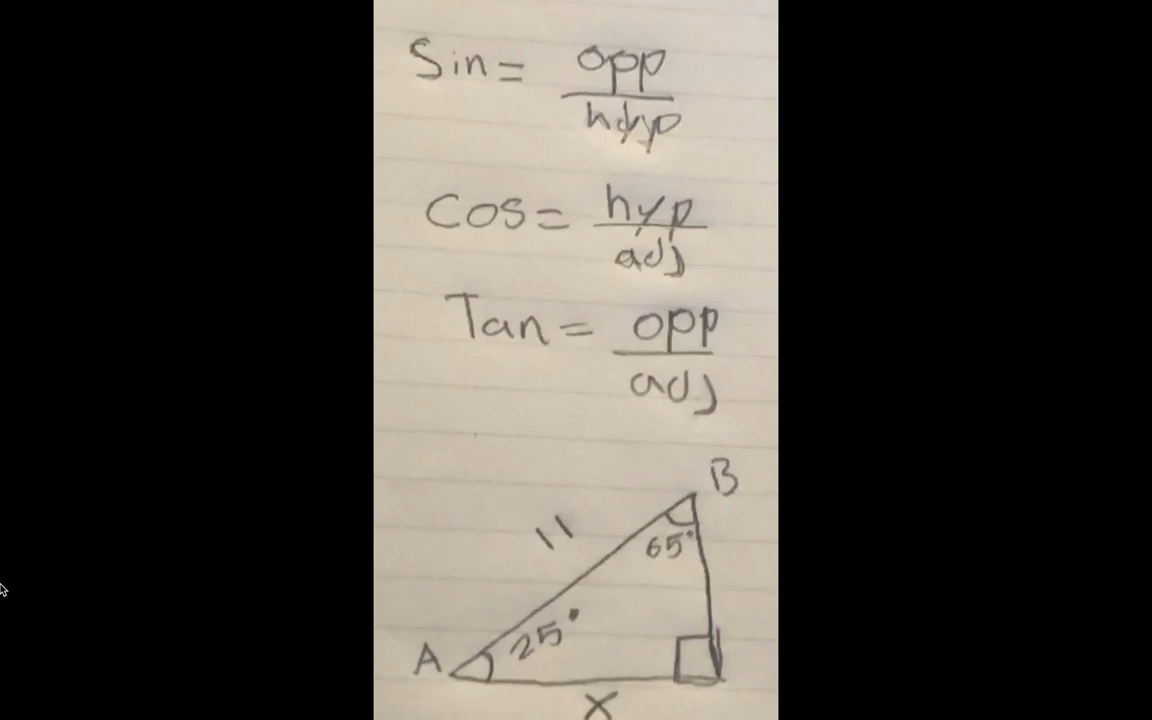 Sin = opp
hyp
Cos = hyp
adj
Tan = opp
adj
B
11
65°
25°
A
x